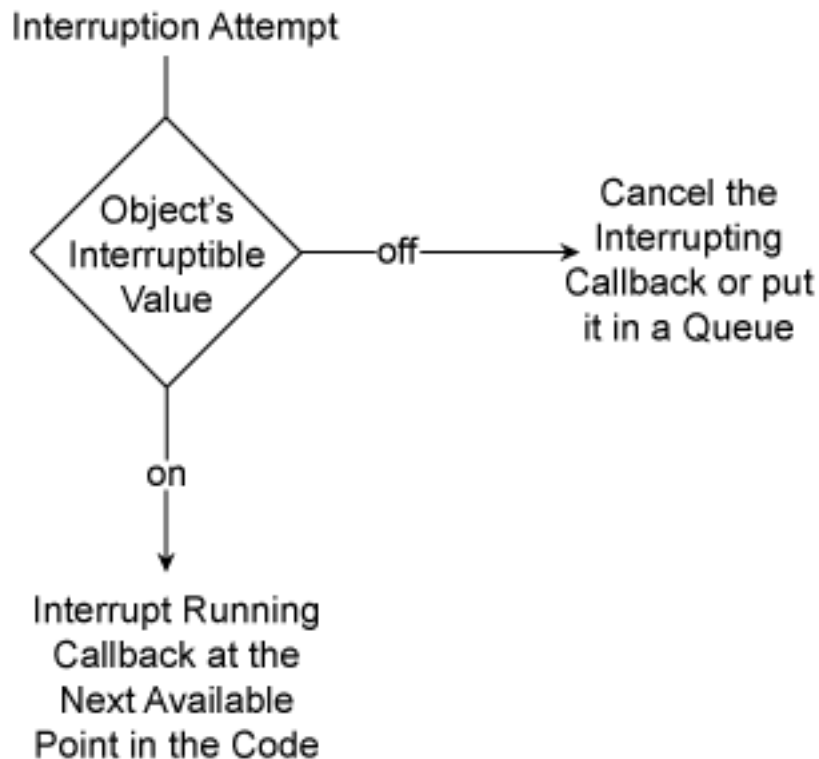 Interruption Attempt
Object's
Interruptible
Value
off
Cancel the
Interrupting
Callback or put
it in a Queue
on
Interrupt Running
Callback at the
Next Available
Point in the Code